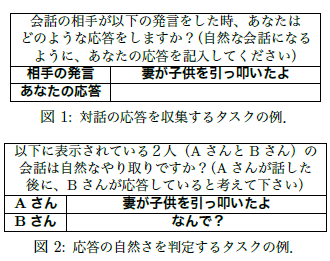 会話の相手が以下の発言をした時、あなたは
どのような応答をしますか？(自然な会話になる
ように、あなたの応答を記入してください)
相手の発言 妻が子供を引っ叩いたよ
あなたの応答
図 1: 対話の応答を収集するタスクの例.
以下に表示されている２人（A さんと B さん）の
会話は自然なやり取りですか？(A さんが話した
後に、B さんが応答していると考えて下さい)
A さん 妻が子供を引っ叩いたよ
B さん なんで？
図 2: 応答の自然さを判定するタスクの例.